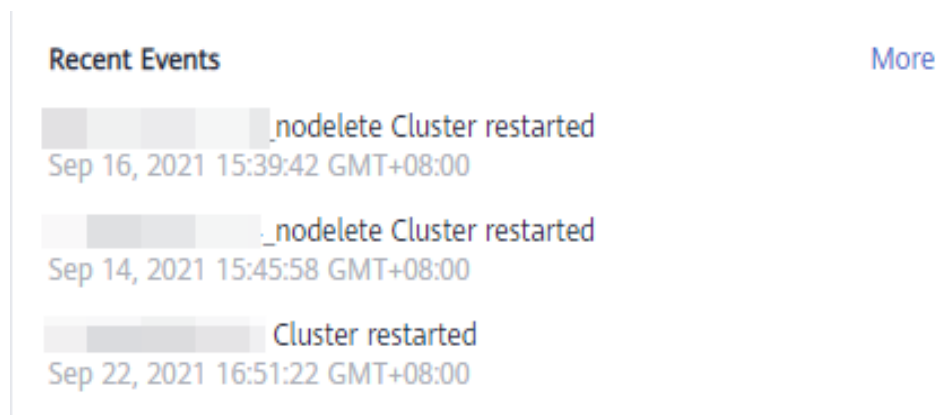 Recent Events
More
_nodelete Cluster restarted
Sep 16, 2021 15:39:42 GMT+08:00
_nodelete Cluster restarted
Sep 14, 2021 15:45:58 GMT+08:00
Cluster restarted
Sep 22, 2021 16:51:22 GMT+08:00